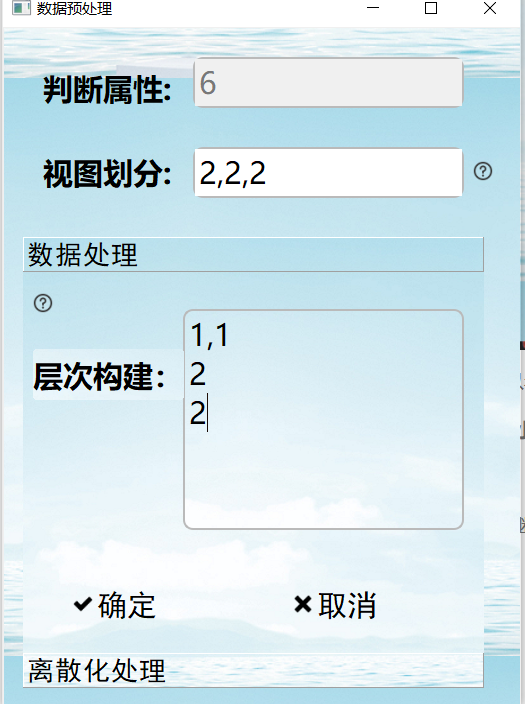 数据预处理
判断属性: 6
视图划分: 2,2,2
数据处理
层次构建:
1,1
2
2
确定 取消
离散化处理